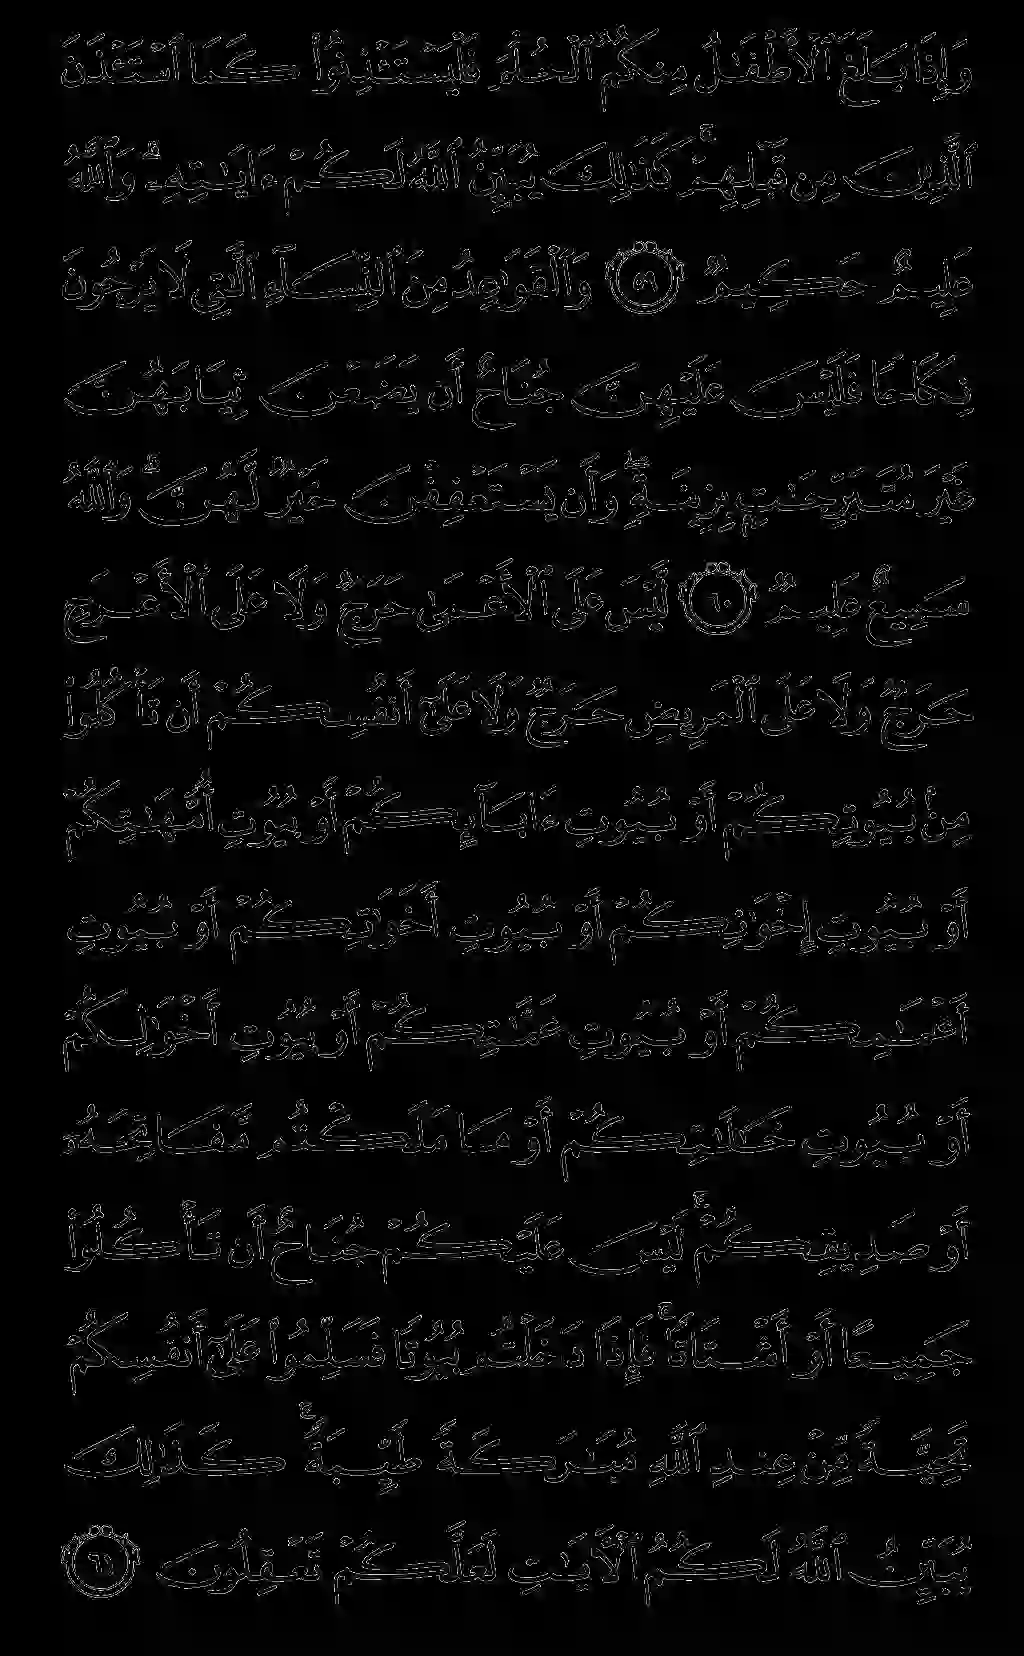 وَإِذَا بَلَغَ ٱلْأَطْفَـٰلُ مِنكُمُ ٱلْحُلُمَ فَلْيَسْتَـْٔذِنُوا۟ كَمَا ٱسْتَـْٔذَنَ
ٱلَّذِينَ مِن قَبْلِهِمْ ۚ كَذَٰلِكَ يُبَيِّنُ ٱللَّهُ لَكُمْ ءَايَـٰتِهِۦ ۗ وَٱللَّهُ
عَلِيمٌ حَكِيمٌ ٥٩ وَٱلْقَوَٰعِدُ مِنَ ٱلنِّسَآءِ ٱلَّـٰتِى لَا يَرْجُونَ
نِكَاحًا فَلَيْسَ عَلَيْهِنَّ جُنَاحٌ أَن يَضَعْنَ ثِيَابَهُنَّ
غَيْرَ مُتَبَرِّجَـٰتٍۭ بِزِينَةٍ ۖ وَأَن يَسْتَعْفِفْنَ خَيْرٌ لَّهُنَّ ۗ وَٱللَّهُ
سَمِيعٌ عَلِيمٌ ٦٠ لَّيْسَ عَلَى ٱلْأَعْمَىٰ حَرَجٌ وَلَا عَلَى ٱلْأَعْرَجِ
حَرَجٌ وَلَا عَلَى ٱلْمَرِيضِ حَرَجٌ وَلَا عَلَىٰٓ أَنفُسِكُمْ أَن تَأْكُلُوا۟
مِنۢ بُيُوتِكُمْ أَوْ بُيُوتِ ءَابَآئِكُمْ أَوْ بُيُوتِ أُمَّهَـٰتِكُمْ
أَوْ بُيُوتِ إِخْوَٰنِكُمْ أَوْ بُيُوتِ أَخَوَٰتِكُمْ أَوْ بُيُوتِ
أَعْمَـٰمِكُمْ أَوْ بُيُوتِ عَمَّـٰتِكُمْ أَوْ بُيُوتِ أَخْوَٰلِكُمْ
أَوْ بُيُوتِ خَـٰلَـٰتِكُمْ أَوْ مَا مَلَكْتُم مَّفَاتِحَهُۥٓ
أَوْ صَدِيقِكُمْ ۚ لَيْسَ عَلَيْكُمْ جُنَاحٌ أَن تَأْكُلُوا۟
جَمِيعًا أَوْ أَشْتَاتًا ۚ فَإِذَا دَخَلْتُم بُيُوتًا فَسَلِّمُوا۟ عَلَىٰٓ أَنفُسِكُمْ
تَحِيَّةً مِّنْ عِندِ ٱللَّهِ مُبَـٰرَكَةً طَيِّبَةً ۚ كَذَٰلِكَ
يُبَيِّنُ ٱللَّهُ لَكُمُ ٱلْـَٔايَـٰتِ لَعَلَّكُمْ تَعْقِلُونَ ٦١